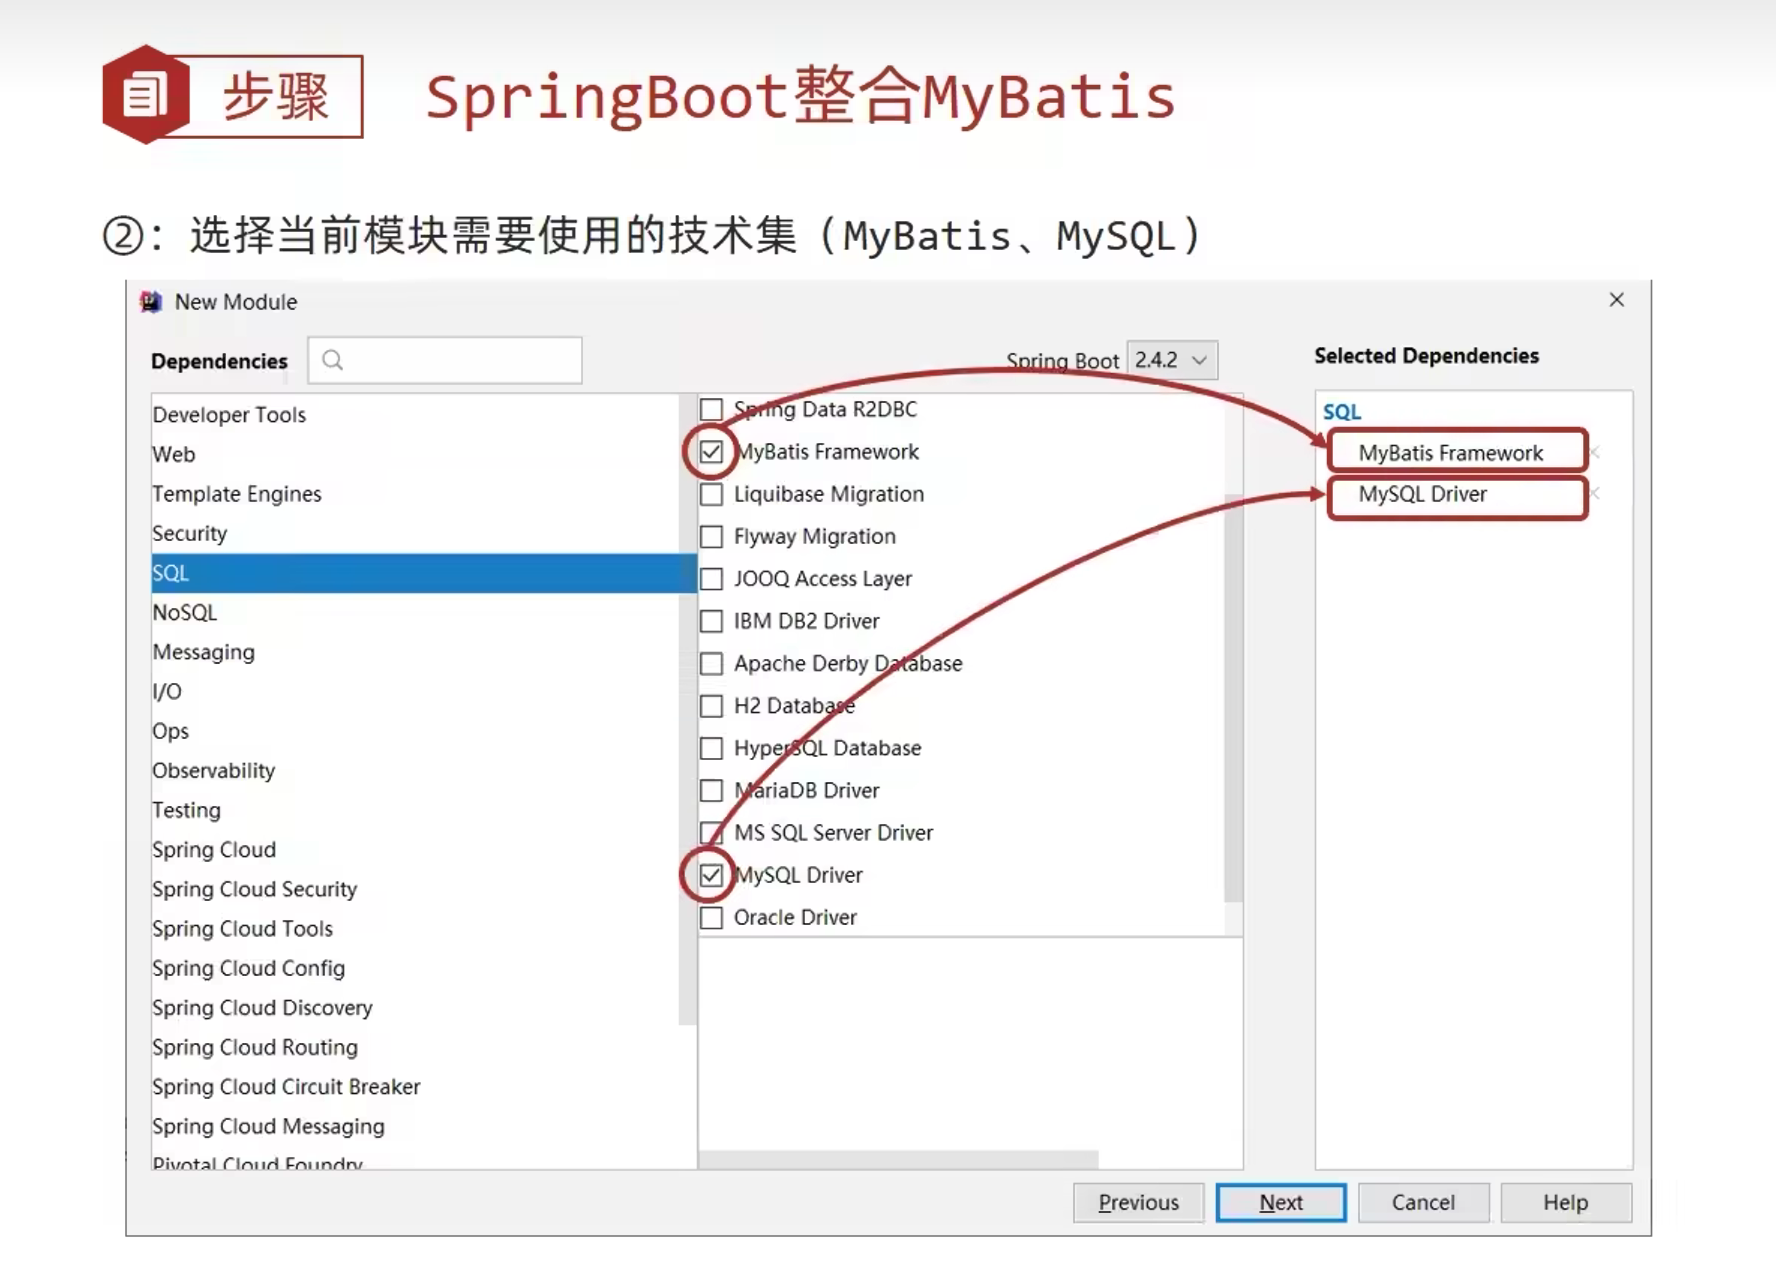 步骤
SpringBoot整合MyBatis
②：选择当前模块需要使用的技术集（MyBatis、MySQL）
New Module
Dependencies
Spring Boot 2.4.2
Selected Dependencies
Developer Tools
Web
Template Engines
Security
SQL
NoSQL
Messaging
I/O
Ops
Observability
Testing
Spring Cloud
Spring Cloud Security
Spring Cloud Tools
Spring Cloud Config
Spring Cloud Discovery
Spring Cloud Routing
Spring Cloud Circuit Breaker
Spring Cloud Messaging
Pivotal Cloud Foundry
Spring Data R2DBC
MyBatis Framework
Liquibase Migration
Flyway Migration
JOOQ Access Layer
IBM DB2 Driver
Apache Derby Database
H2 Database
HyperSQL Database
MariaDB Driver
MS SQL Server Driver
MySQL Driver
Oracle Driver
SQL
MyBatis Framework
MySQL Driver
Previous
Next
Cancel
Help